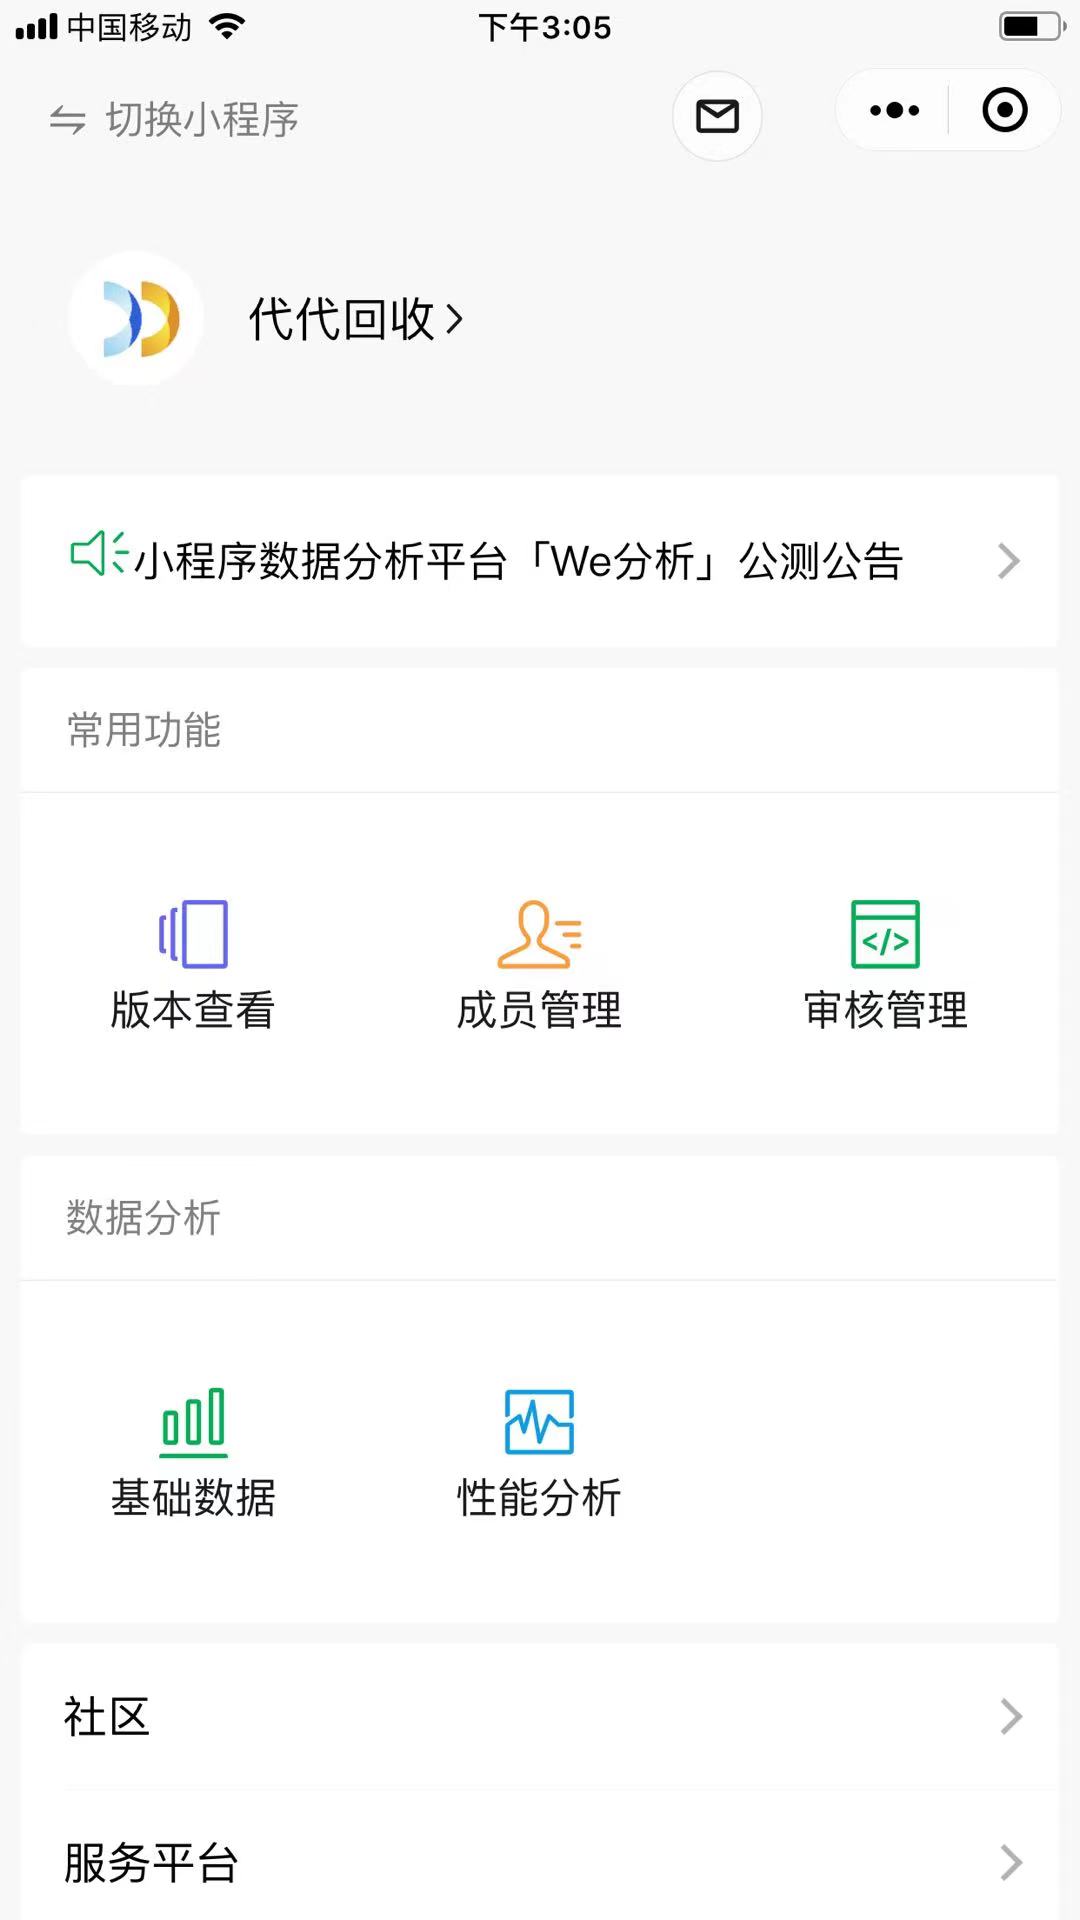 中国移动
下午3:05
切换小程序
代代回收
小程序数据分析平台「We分析」公测公告
常用功能
版本查看
成员管理
审核管理
数据分析
基础数据
性能分析
社区
服务平台